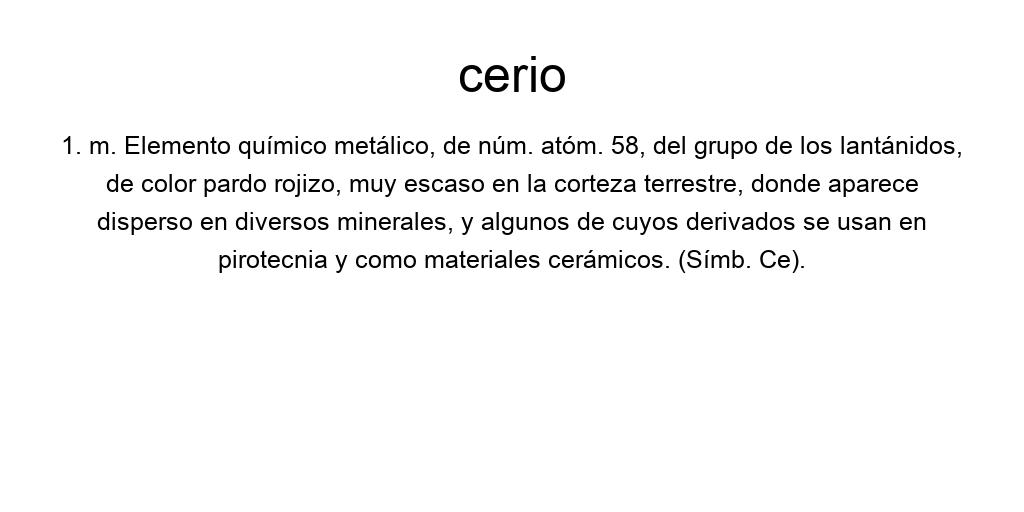 cerio
1. m. Elemento químico metálico, de núm. atóm. 58, del grupo de los lantánidos,
de color pardo rojizo, muy escaso en la corteza terrestre, donde aparece
disperso en diversos minerales, y algunos de cuyos derivados se usan en
pirotecnia y como materiales cerámicos. (Símb. Ce).